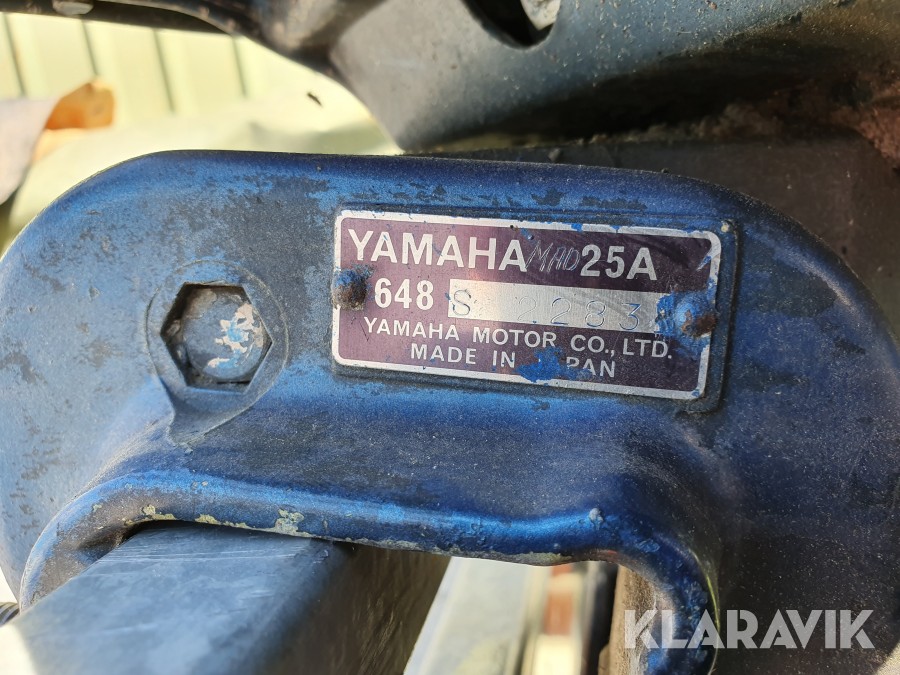 YAMAHA MAD 25A
648 S 2283
YAMAHA MOTOR CO., LTD.
MADE IN PAN
KLARAVIK